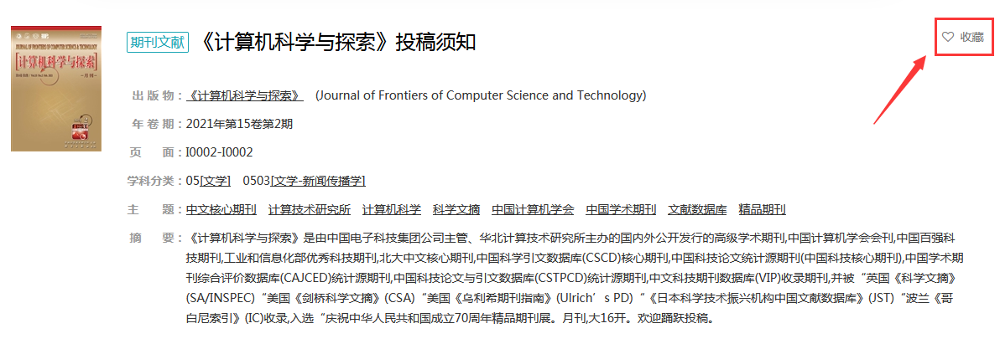 JOURNAL OF FRONTIERS OF COMPUTER SCIENCE & TECHNOLOGY
计算机科学与探索
月刊
期刊文献 《计算机科学与探索》投稿须知
收藏
出版物：《计算机科学与探索》 (Journal of Frontiers of Computer Science and Technology)
年卷期：2021年第15卷第2期
页 面：I0002-I0002
学科分类：05[文学] 0503[文学-新闻传播学]
主 题：中文核心期刊 计算技术研究所 计算机科学 科学文摘 中国计算机学会 中国学术期刊 文献数据库 精品期刊
摘 要：《计算机科学与探索》是由中国电子科技集团公司主管、华北计算技术研究所主办的国内外公开发行的高级学术期刊,中国计算机学会会刊,中国百强科
技期刊,工业和信息化部优秀科技期刊,北大中文核心期刊,中国科学引文数据库(CSCD)核心期刊,中国科技论文统计源期刊(中国科技核心期刊),中国学术期
刊综合评价数据库(CAJCED)统计源期刊,中国科技论文与引文数据库(CSTPCD)统计源期刊,中文科技期刊数据库(VIP)收录期刊,并被“英国《科学文摘》
(SA/INSPEC)“美国《剑桥科学文摘》(CSA)“美国《乌利希期刊指南》(Ulrich’s PD)“《日本科学技术振兴机构中国文献数据库》(JST)“波兰《哥
白尼索引》(IC)收录,入选“庆祝中华人民共和国成立70周年精品期刊展。月刊,大16开。欢迎踊跃投稿。